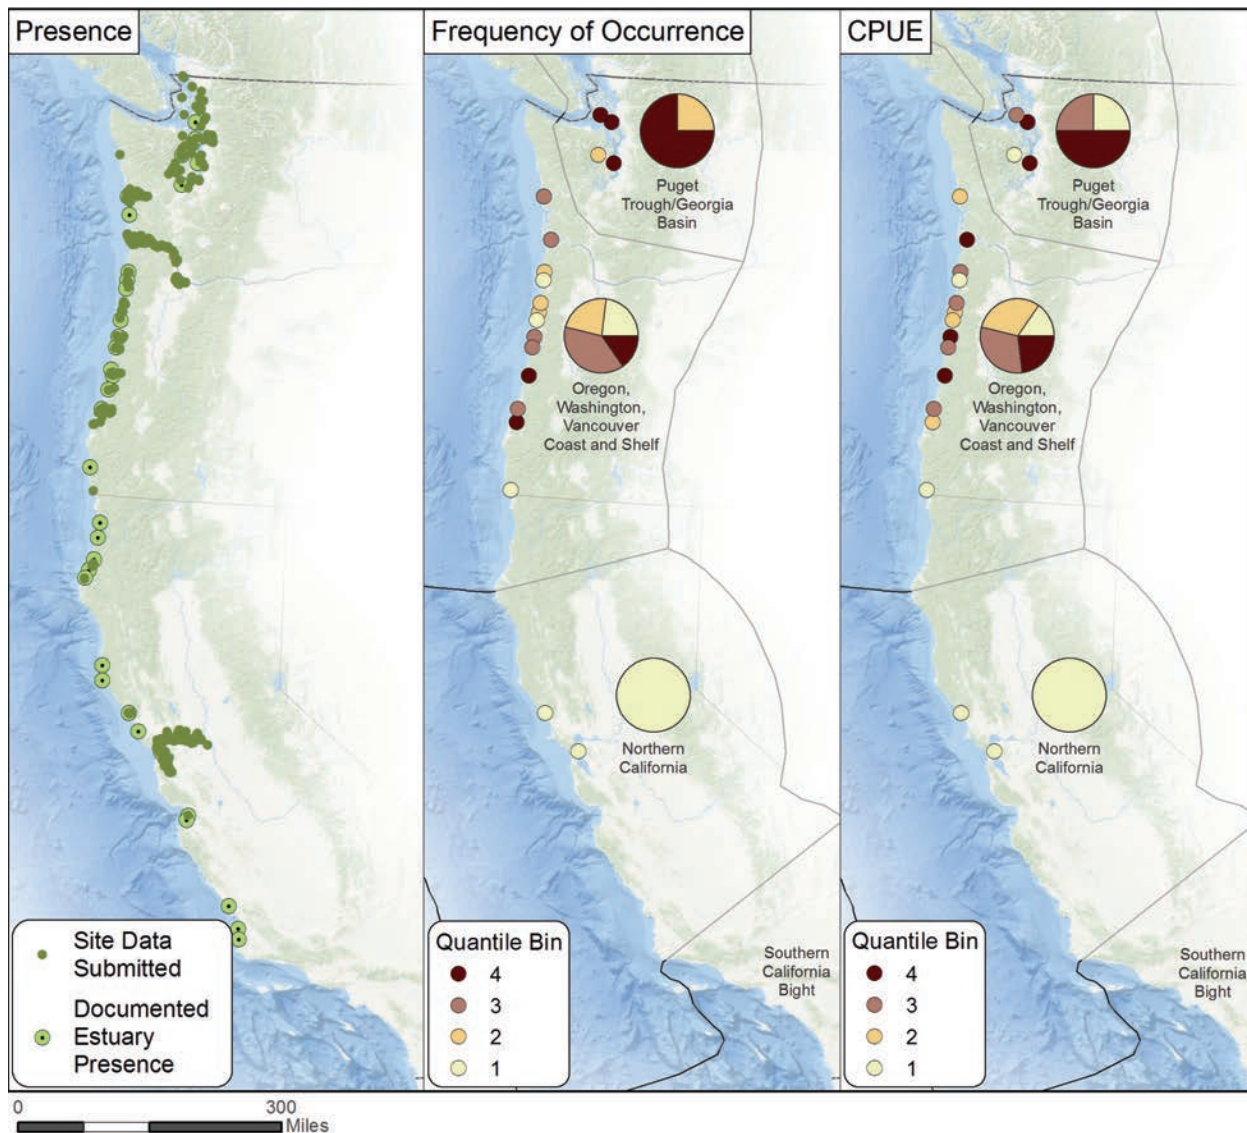 Presence
Frequency of Occurrence
CPUE
Puget
Trough/Georgia
Basin
Puget
Trough/Georgia
Basin
Oregon,
Washington,
Vancouver
Coast and Shelf
Oregon,
Washington,
Vancouver
Coast and Shelf
Northern
California
Northern
California
Southern
California
Bight
Southern
California
Bight
Site Data
Submitted
Documented
Estuary
Presence
Quantile Bin
4
3
2
1
Quantile Bin
4
3
2
1
0 300
Miles